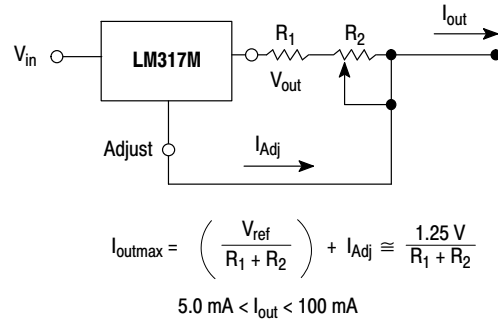 I_out
R_1 R_2
V_in
LM317M
V_out
Adjust
I_Adj
I_outmax = ( V_ref / R_1 + R_2 ) + I_Adj ≅ 1.25 V / R_1 + R_2
5.0 mA < I_out < 100 mA